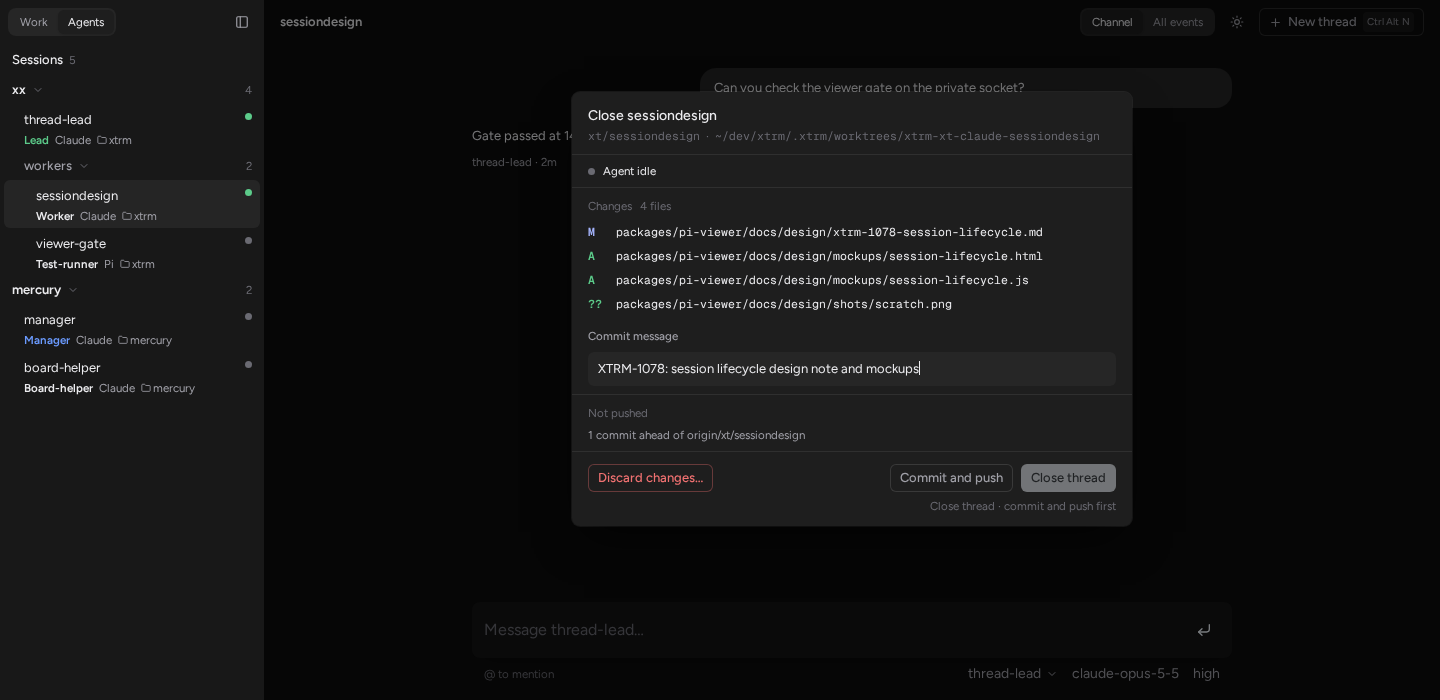 Work Agents
Sessions 5
xx 4
thread-lead
Lead Claude xtrm
workers 2
sessiondesign
Worker Claude xtrm
viewer-gate
Test-runner Pi xtrm
mercury 2
manager
Manager Claude mercury
board-helper
Board-helper Claude mercury
sessiondesign
Channel All events
+ New thread Ctrl Alt N
Can you check the viewer gate on the private socket?
Gate passed at 14
thread-lead · 2m
Close sessiondesign
xt/sessiondesign · ~/dev/xtrm/.xtrm/worktrees/xtrm-xt-claude-sessiondesign
Agent idle
Changes 4 files
M packages/pi-viewer/docs/design/xtrm-1078-session-lifecycle.md
A packages/pi-viewer/docs/design/mockups/session-lifecycle.html
A packages/pi-viewer/docs/design/mockups/session-lifecycle.js
?? packages/pi-viewer/docs/design/shots/scratch.png
Commit message
XTRM-1078: session lifecycle design note and mockups
Not pushed
1 commit ahead of origin/xt/sessiondesign
Discard changes… Commit and push Close thread
Close thread · commit and push first
Message thread-lead…
@ to mention
thread-lead claude-opus-5-5 high